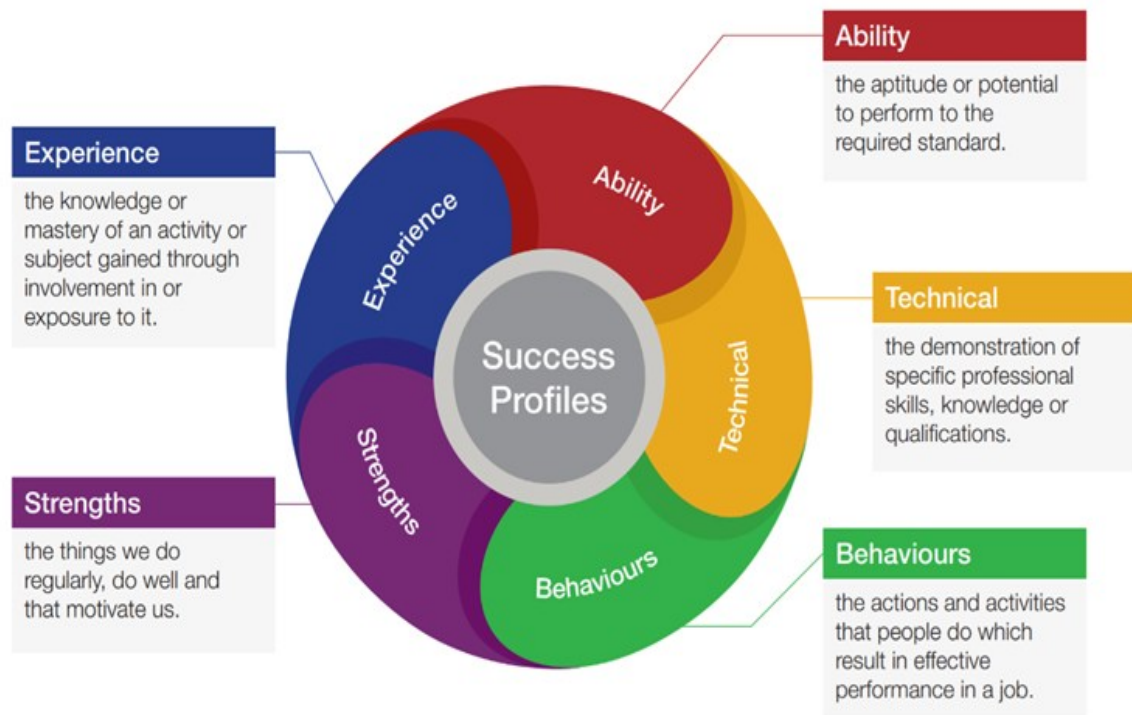 Ability
the aptitude or potential
to perform to the
required standard.
Experience
the knowledge or
mastery of an activity or
subject gained through
involvement in or
exposure to it.
Technical
the demonstration of
specific professional
skills, knowledge or
qualifications.
Strengths
the things we do
regularly, do well and
that motivate us.
Behaviours
the actions and activities
that people do which
result in effective
performance in a job.
Success
Profiles
Ability
Technical
Behaviours
Strengths
Experience